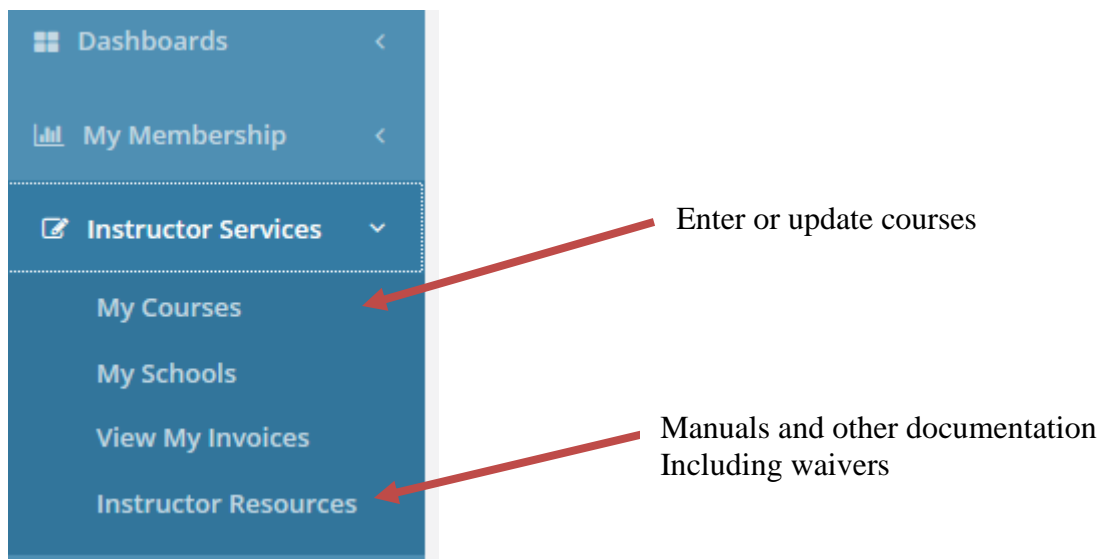 Dashboards
My Membership
Instructor Services
Enter or update courses
My Courses
My Schools
View My Invoices
Manuals and other documentation
Including waivers
Instructor Resources